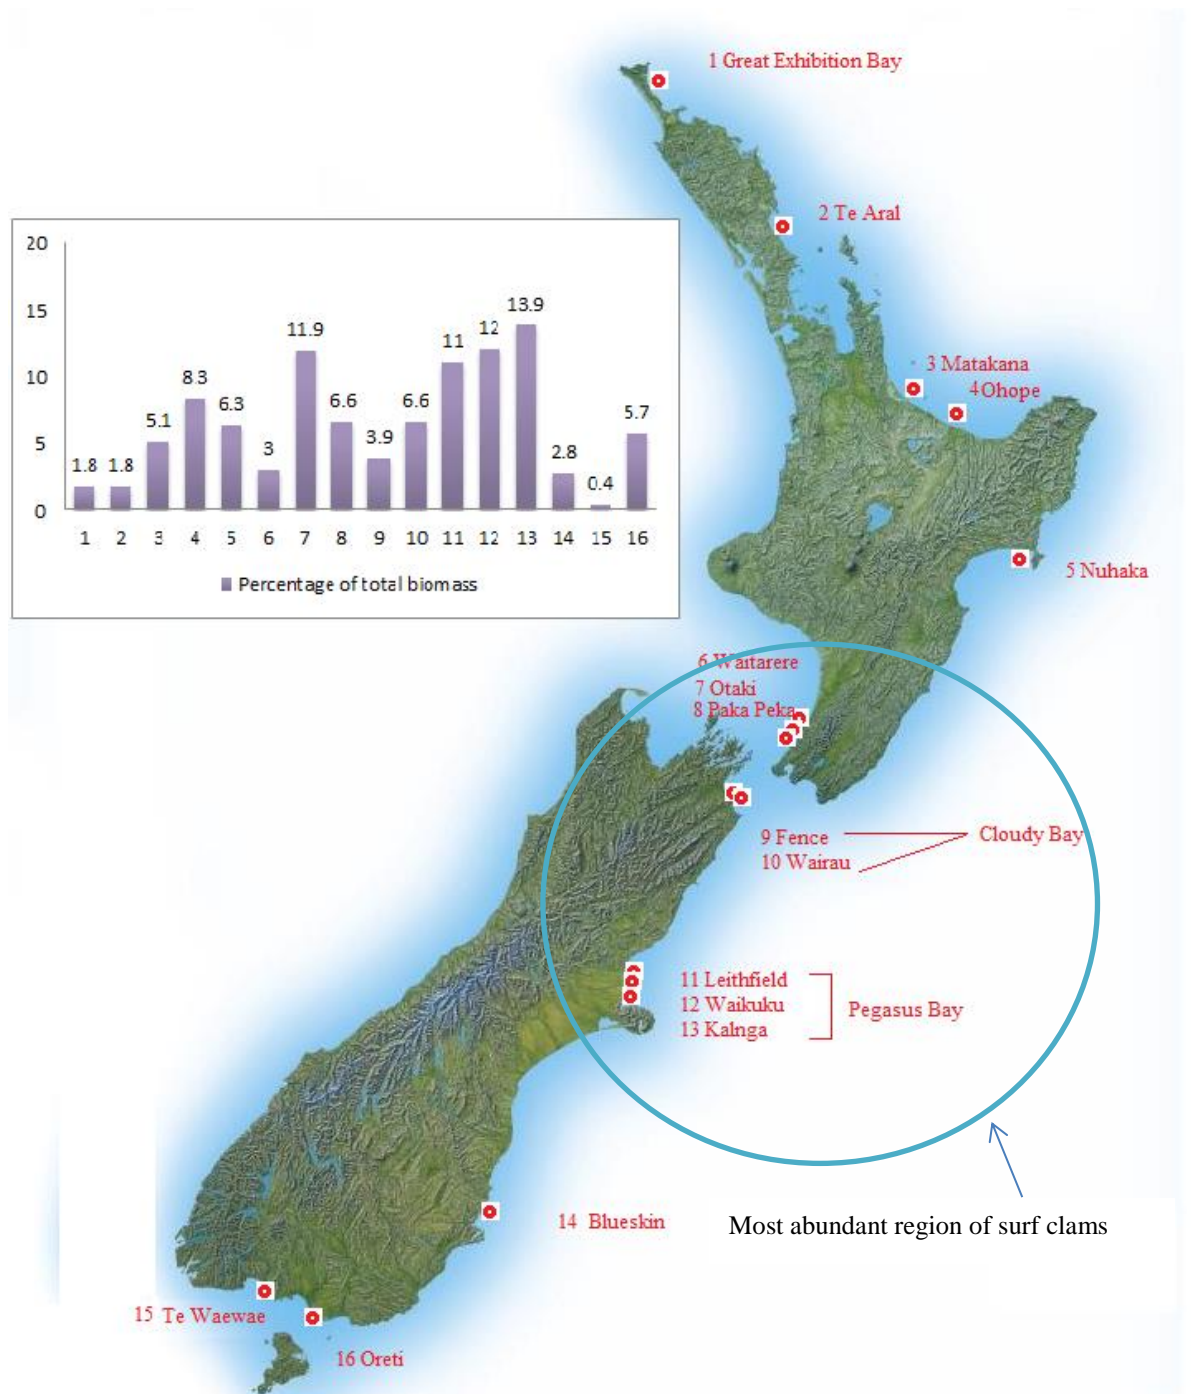 1 Great Exhibition Bay
2 Te Aral
3 Matakana
4 Ohope
5 Nuhaka
20
15
10
5
0
1.8 1.8 5.1 8.3 6.3 3 11.9 6.6 3.9 6.6 11 12 13.9 2.8 0.4 5.7
1 2 3 4 5 6 7 8 9 10 11 12 13 14 15 16
Percentage of total biomass
6 Waitarere
7 Otaki
8 Paka Peka
9 Fence
10 Wairau
Cloudy Bay
11 Leithfield
12 Waikuku
13 Kalnga
Pegasus Bay
14 Blueskin
Most abundant region of surf clams
15 Te Waewae
16 Oreti